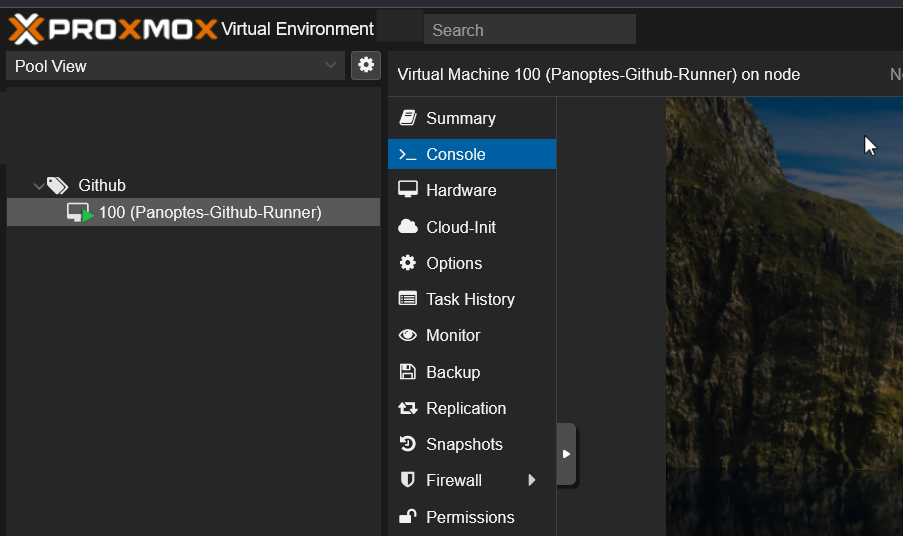 PROXMOX Virtual Environment
Search
Pool View
Virtual Machine 100 (Panoptes-Github-Runner) on node
Github
100 (Panoptes-Github-Runner)
Summary
Console
Hardware
Cloud-Init
Options
Task History
Monitor
Backup
Replication
Snapshots
Firewall
Permissions